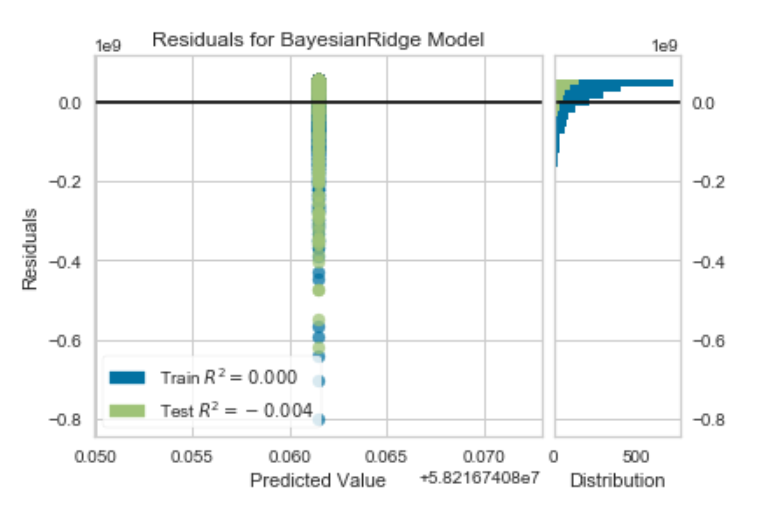 Residuals for BayesianRidge Model
1e9
1e9
0.0
−0.2
−0.4
−0.6
−0.8
Residuals
0.0
−0.2
−0.4
−0.6
−0.8
Train R² = 0.000
Test R² = − 0.004
0.050 0.055 0.060 0.065 0.070
0 500
Predicted Value
+5.82167408e7
Distribution